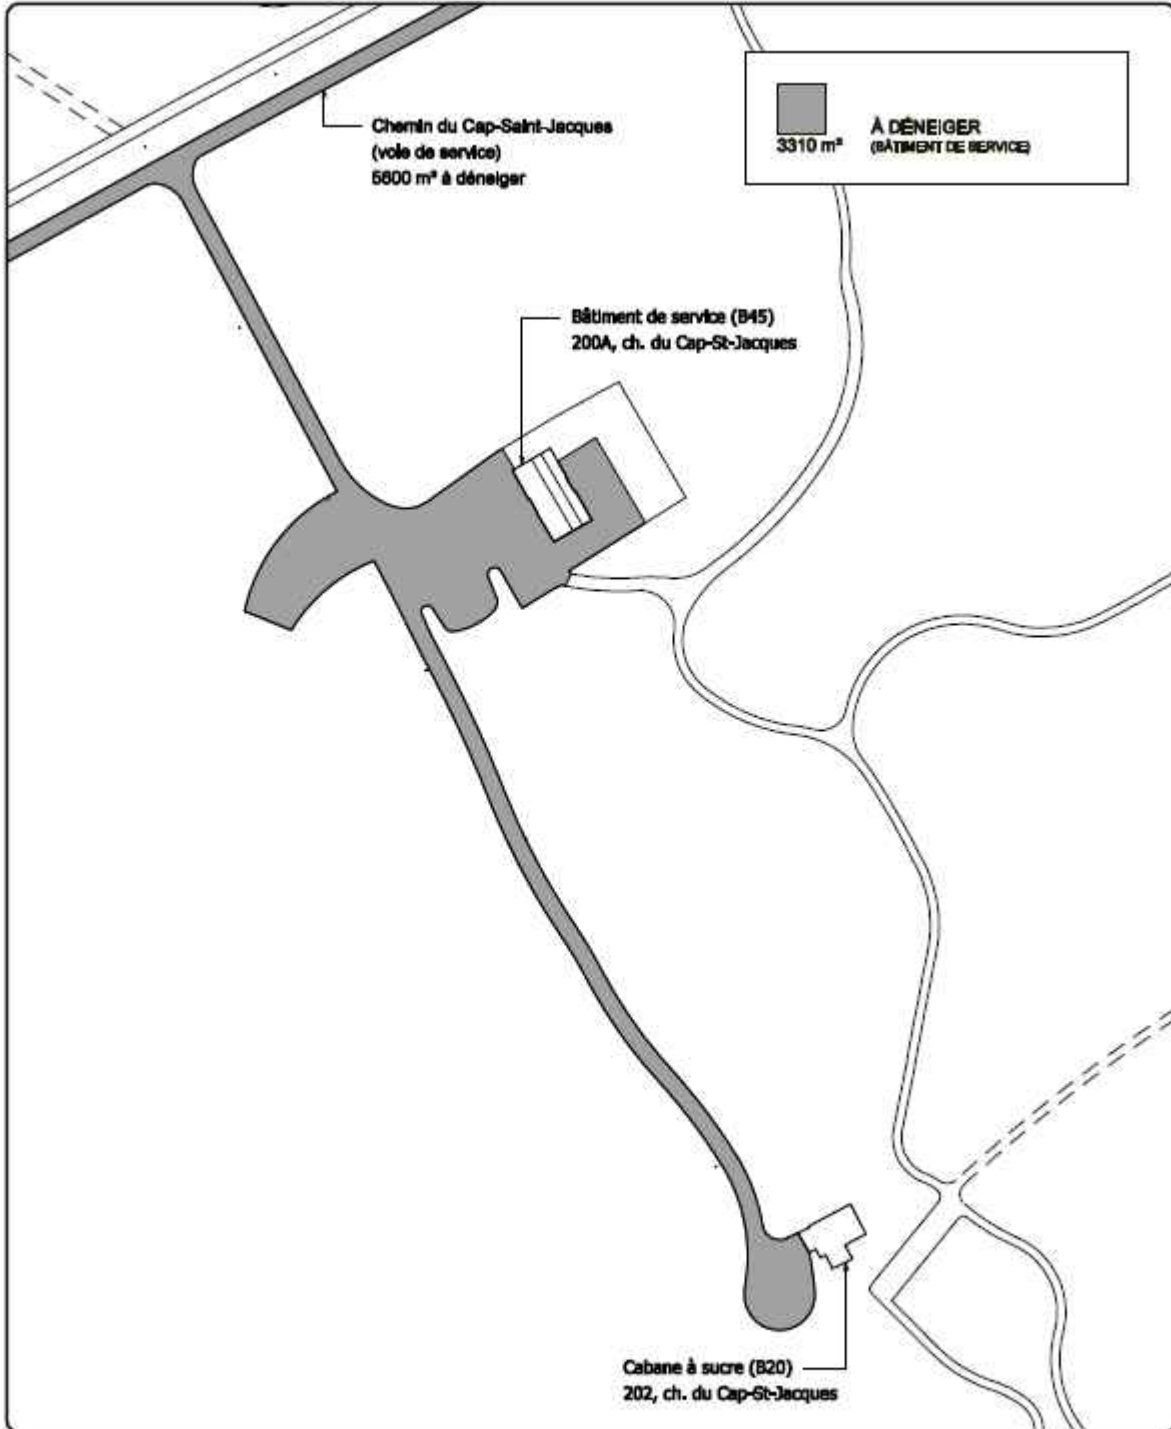 Chemin du Cap-Saint-Jacques
(voie de service)
5600 m² à déneiger
3310 m²
À DÉNEIGER
(BÂTIMENT DE SERVICE)
Bâtiment de service (B45)
200A, ch. du Cap-St-Jacques
Cabane à sucre (B20)
202, ch. du Cap-St-Jacques